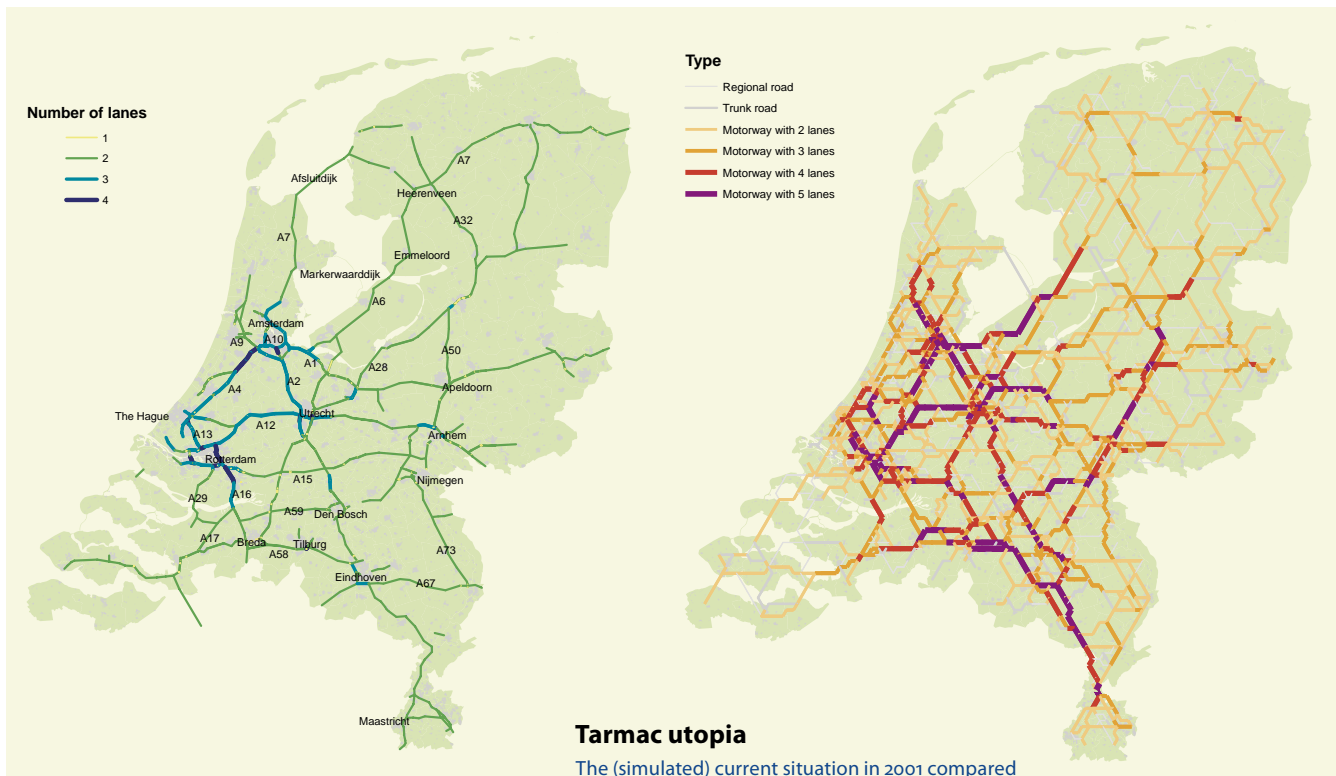 Number of lanes
1
2
3
4
A7
Afsluitdijk
Heerenveen
A32
A7
Emmeloord
Markerwaarddijk
A6
Amsterdam
A9
A10
A1
A28
A50
A2
A4
Apeldoorn
The Hague
Utrecht
A12
A13
Arnhem
Rotterdam
A15
Nijmegen
A29
A16
A59
Den Bosch
A17
Breda
Tilburg
A58
A73
Eindhoven
A67
Maastricht
Type
Regional road
Trunk road
Motorway with 2 lanes
Motorway with 3 lanes
Motorway with 4 lanes
Motorway with 5 lanes
Tarmac utopia
The (simulated) current situation in 2001 compared